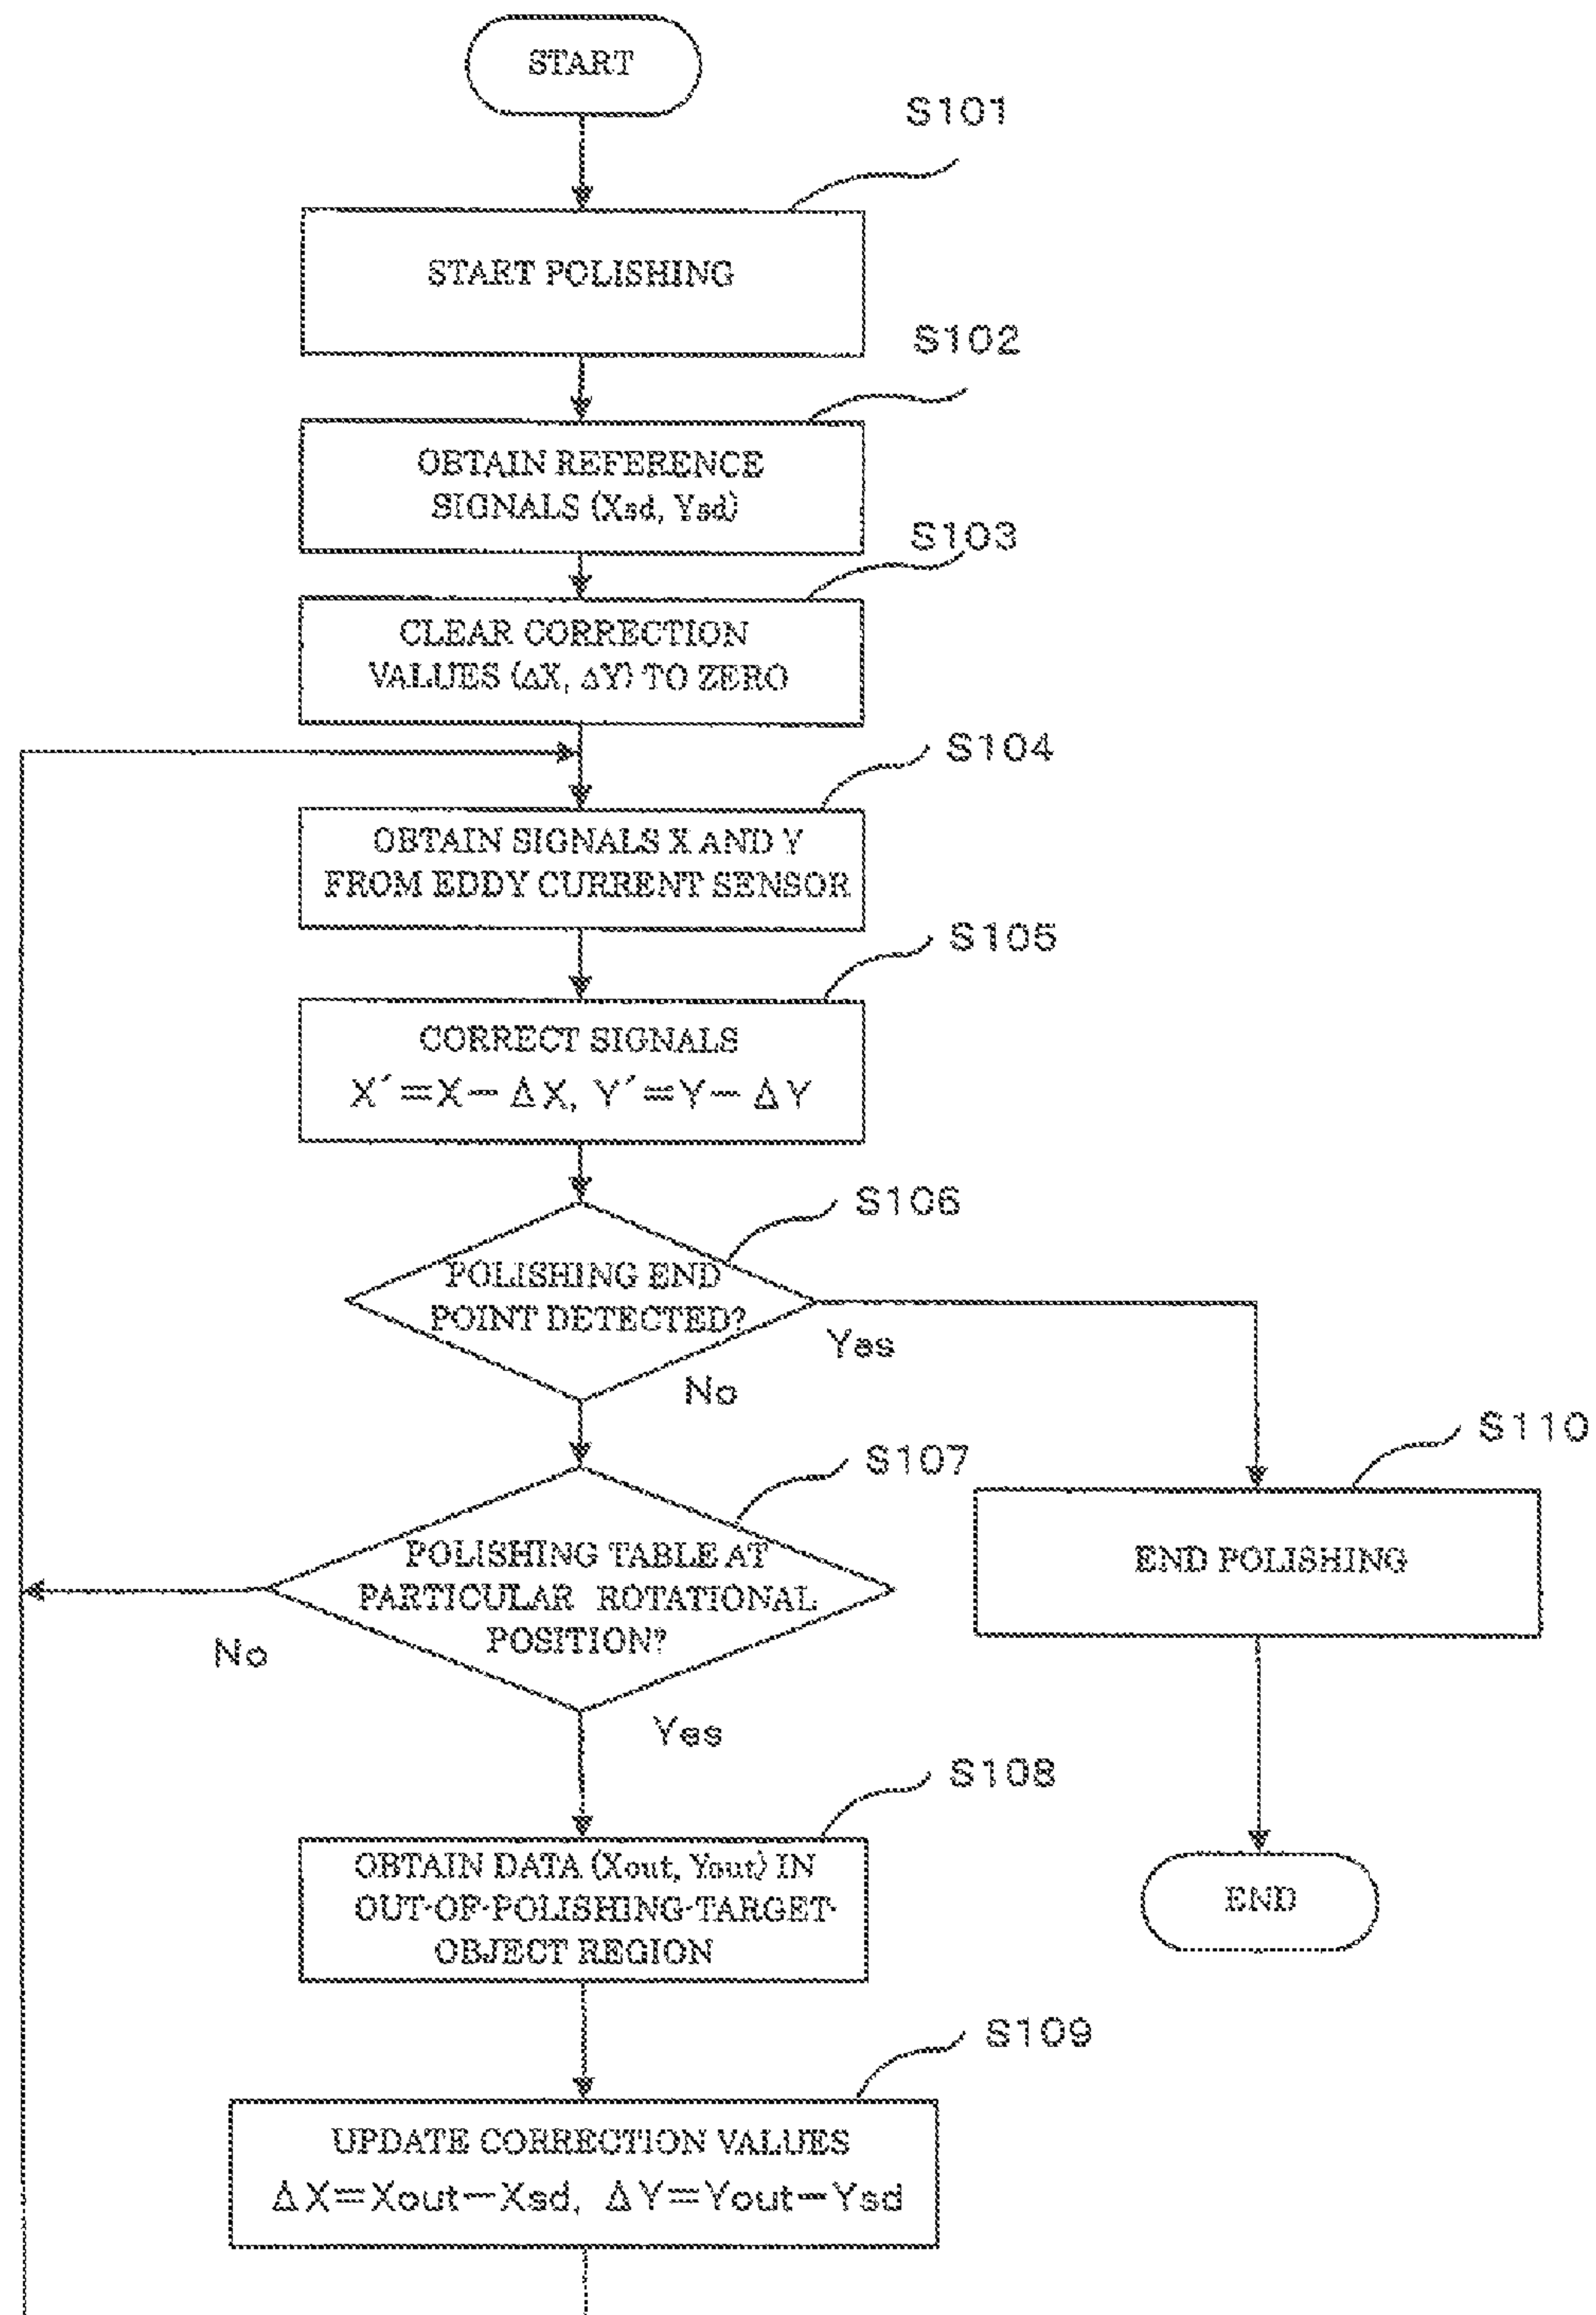 START
S101
START POLISHING
S102
OBTAIN REFERENCE
SIGNALS (Xsd, Ysd)
S103
CLEAR CORRECTION
VALUES (ΔX, ΔY) TO ZERO
S104
OBTAIN SIGNALS X AND Y
FROM EDDY CURRENT SENSOR
S105
CORRECT SIGNALS
X´=X-ΔX, Y´=Y-ΔY
S106
POLISHING END
POINT DETECTED?
Yes
No
S107
POLISHING TABLE AT
PARTICULAR ROTATIONAL
POSITION?
No
Yes
S110
END POLISHING
S108
OBTAIN DATA (Xout, Yout) IN
OUT-OF-POLISHING-TARGET-
OBJECT REGION
END
S109
UPDATE CORRECTION VALUES
ΔX=Xout-Xsd, ΔY=Yout-Ysd